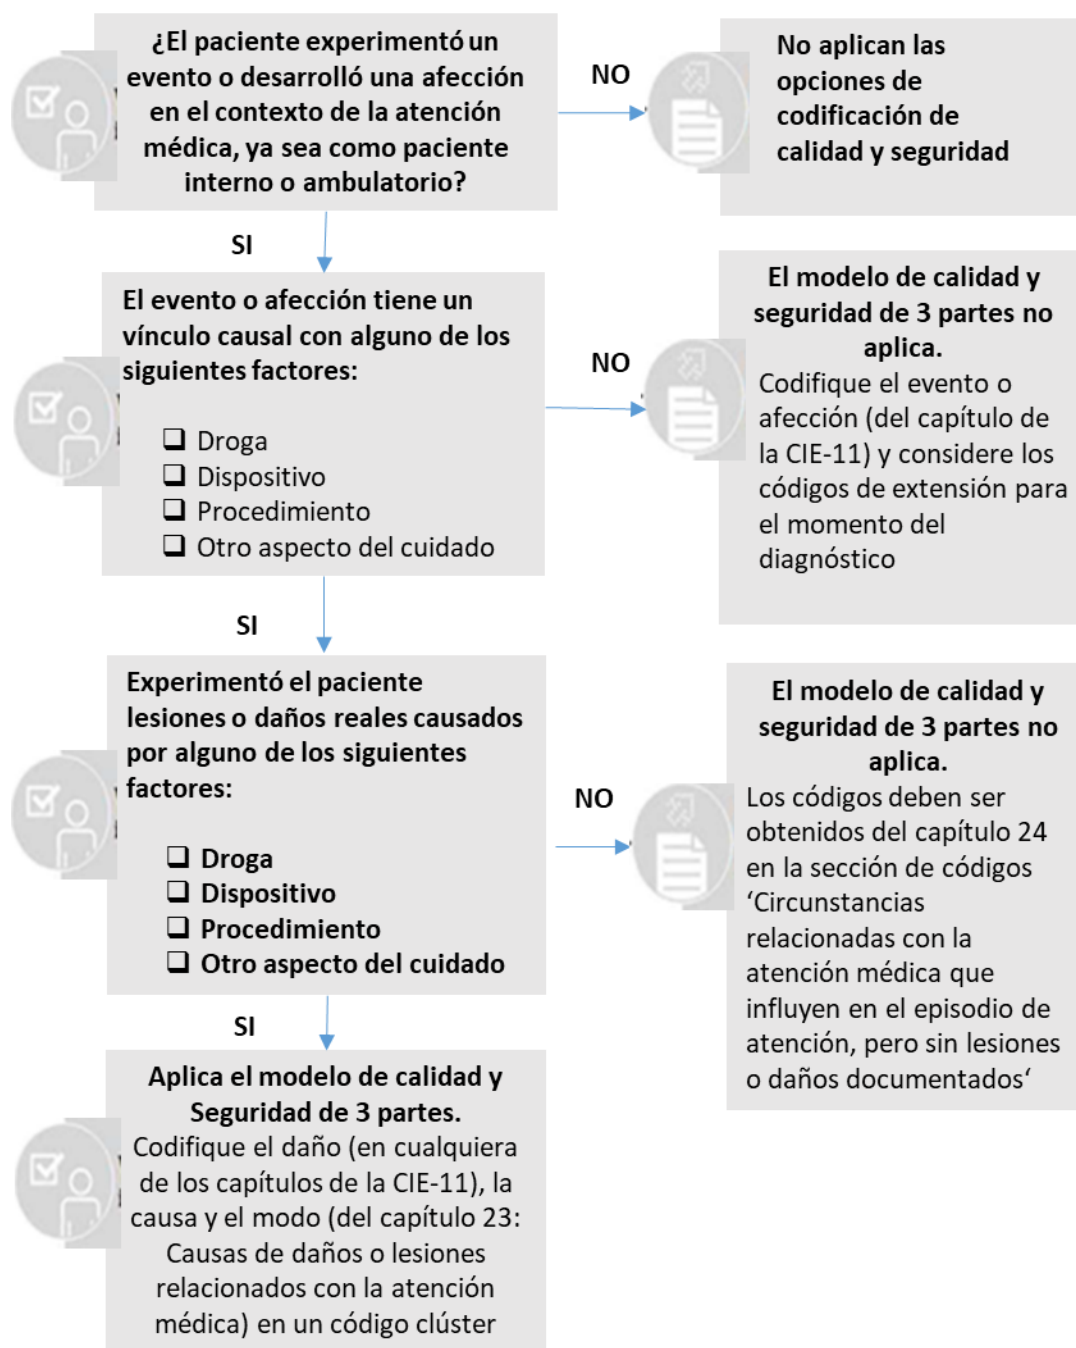 ¿El paciente experimentó un
evento o desarrolló una afección
en el contexto de la atención
médica, ya sea como paciente
interno o ambulatorio?
NO
No aplican las
opciones de
codificación de
calidad y seguridad
SI
El evento o afección tiene un
vínculo causal con alguno de los
siguientes factores:
❑ Droga
❑ Dispositivo
❑ Procedimiento
❑ Otro aspecto del cuidado
NO
El modelo de calidad y
seguridad de 3 partes no
aplica.
Codifique el evento o
afección (del capítulo de
la CIE-11) y considere los
códigos de extensión para
el momento del
diagnóstico
SI
Experimentó el paciente
lesiones o daños reales causados
por alguno de los siguientes
factores:
❑ Droga
❑ Dispositivo
❑ Procedimiento
❑ Otro aspecto del cuidado
NO
El modelo de calidad y
seguridad de 3 partes no
aplica.
Los códigos deben ser
obtenidos del capítulo 24
en la sección de códigos
‘Circunstancias
relacionadas con la
atención médica que
influyen en el episodio de
atención, pero sin lesiones
o daños documentados‘
SI
Aplica el modelo de calidad y
Seguridad de 3 partes.
Codifique el daño (en cualquiera
de los capítulos de la CIE-11), la
causa y el modo (del capítulo 23:
Causas de daños o lesiones
relacionados con la atención
médica) en un código clúster